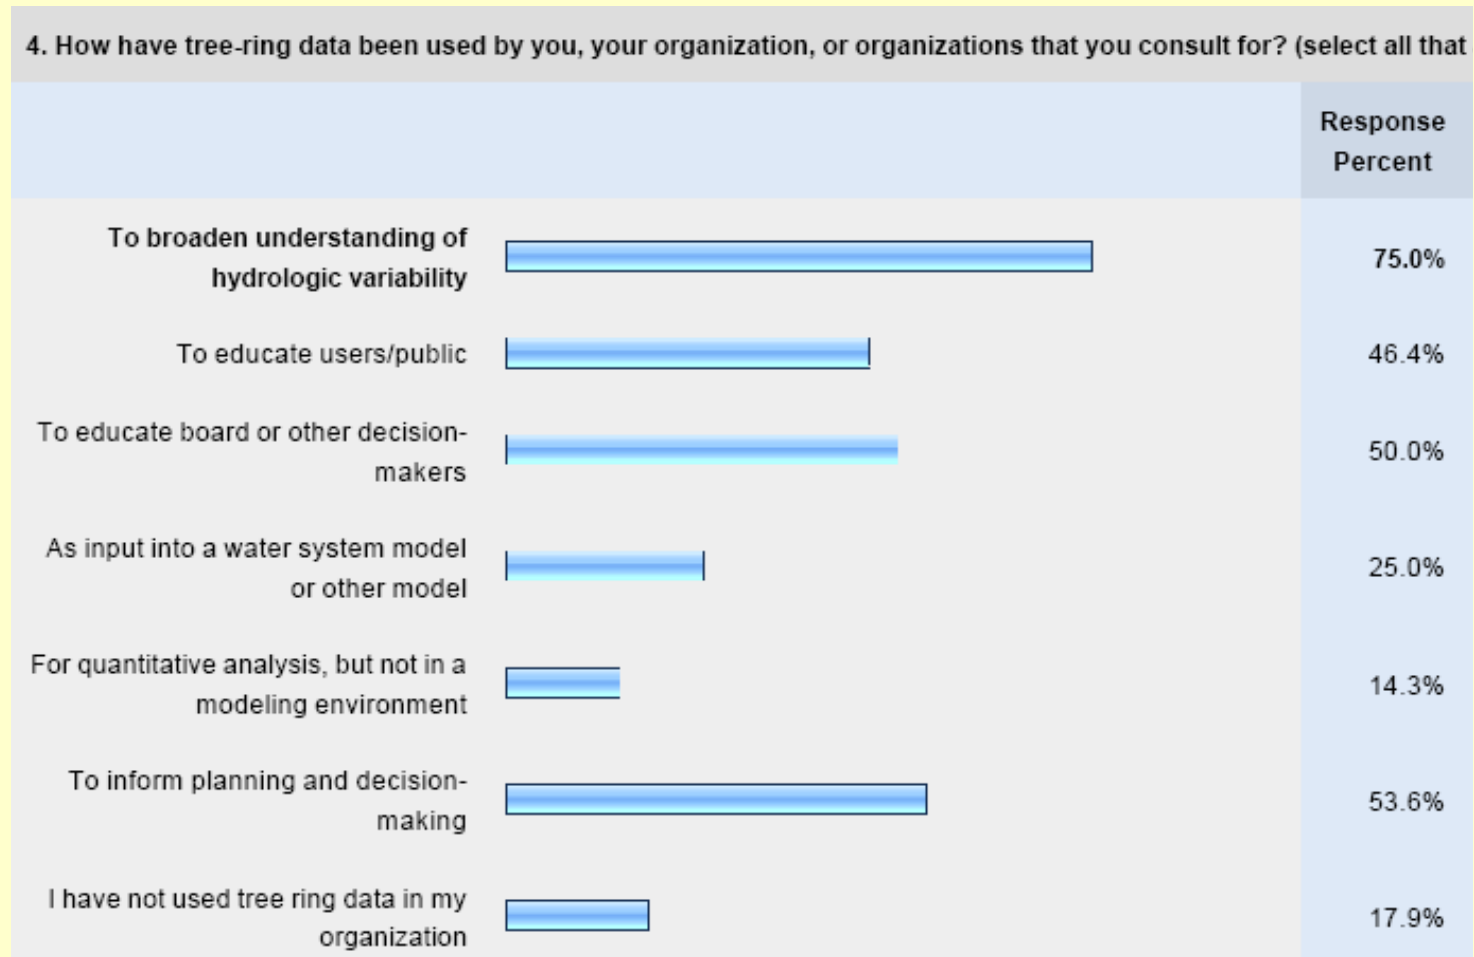 4. How have tree-ring data been used by you, your organization, or organizations that you consult for? (select all that
Response
Percent
To broaden understanding of
hydrologic variability
75.0%
To educate users/public
46.4%
To educate board or other decision-
makers
50.0%
As input into a water system model
or other model
25.0%
For quantitative analysis, but not in a
modeling environment
14.3%
To inform planning and decision-
making
53.6%
I have not used tree ring data in my
organization
17.9%